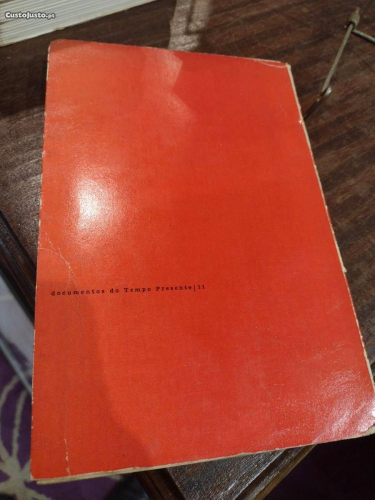 CustoJusto.pt
documentos do Tempo Presente|11